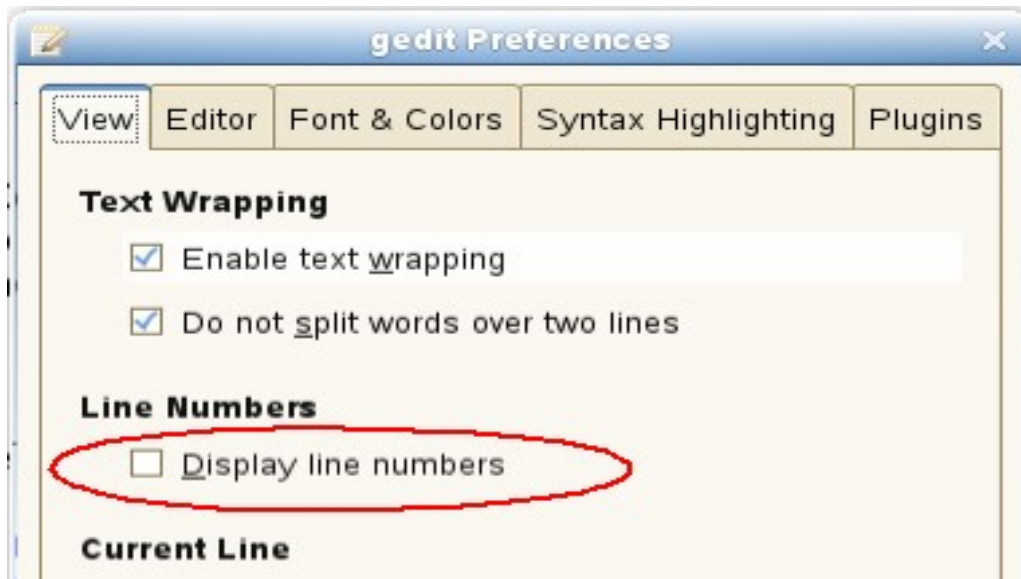 gedit Preferences
View Editor Font & Colors Syntax Highlighting Plugins
Text Wrapping
Enable text wrapping
Do not split words over two lines
Line Numbers
Display line numbers
Current Line